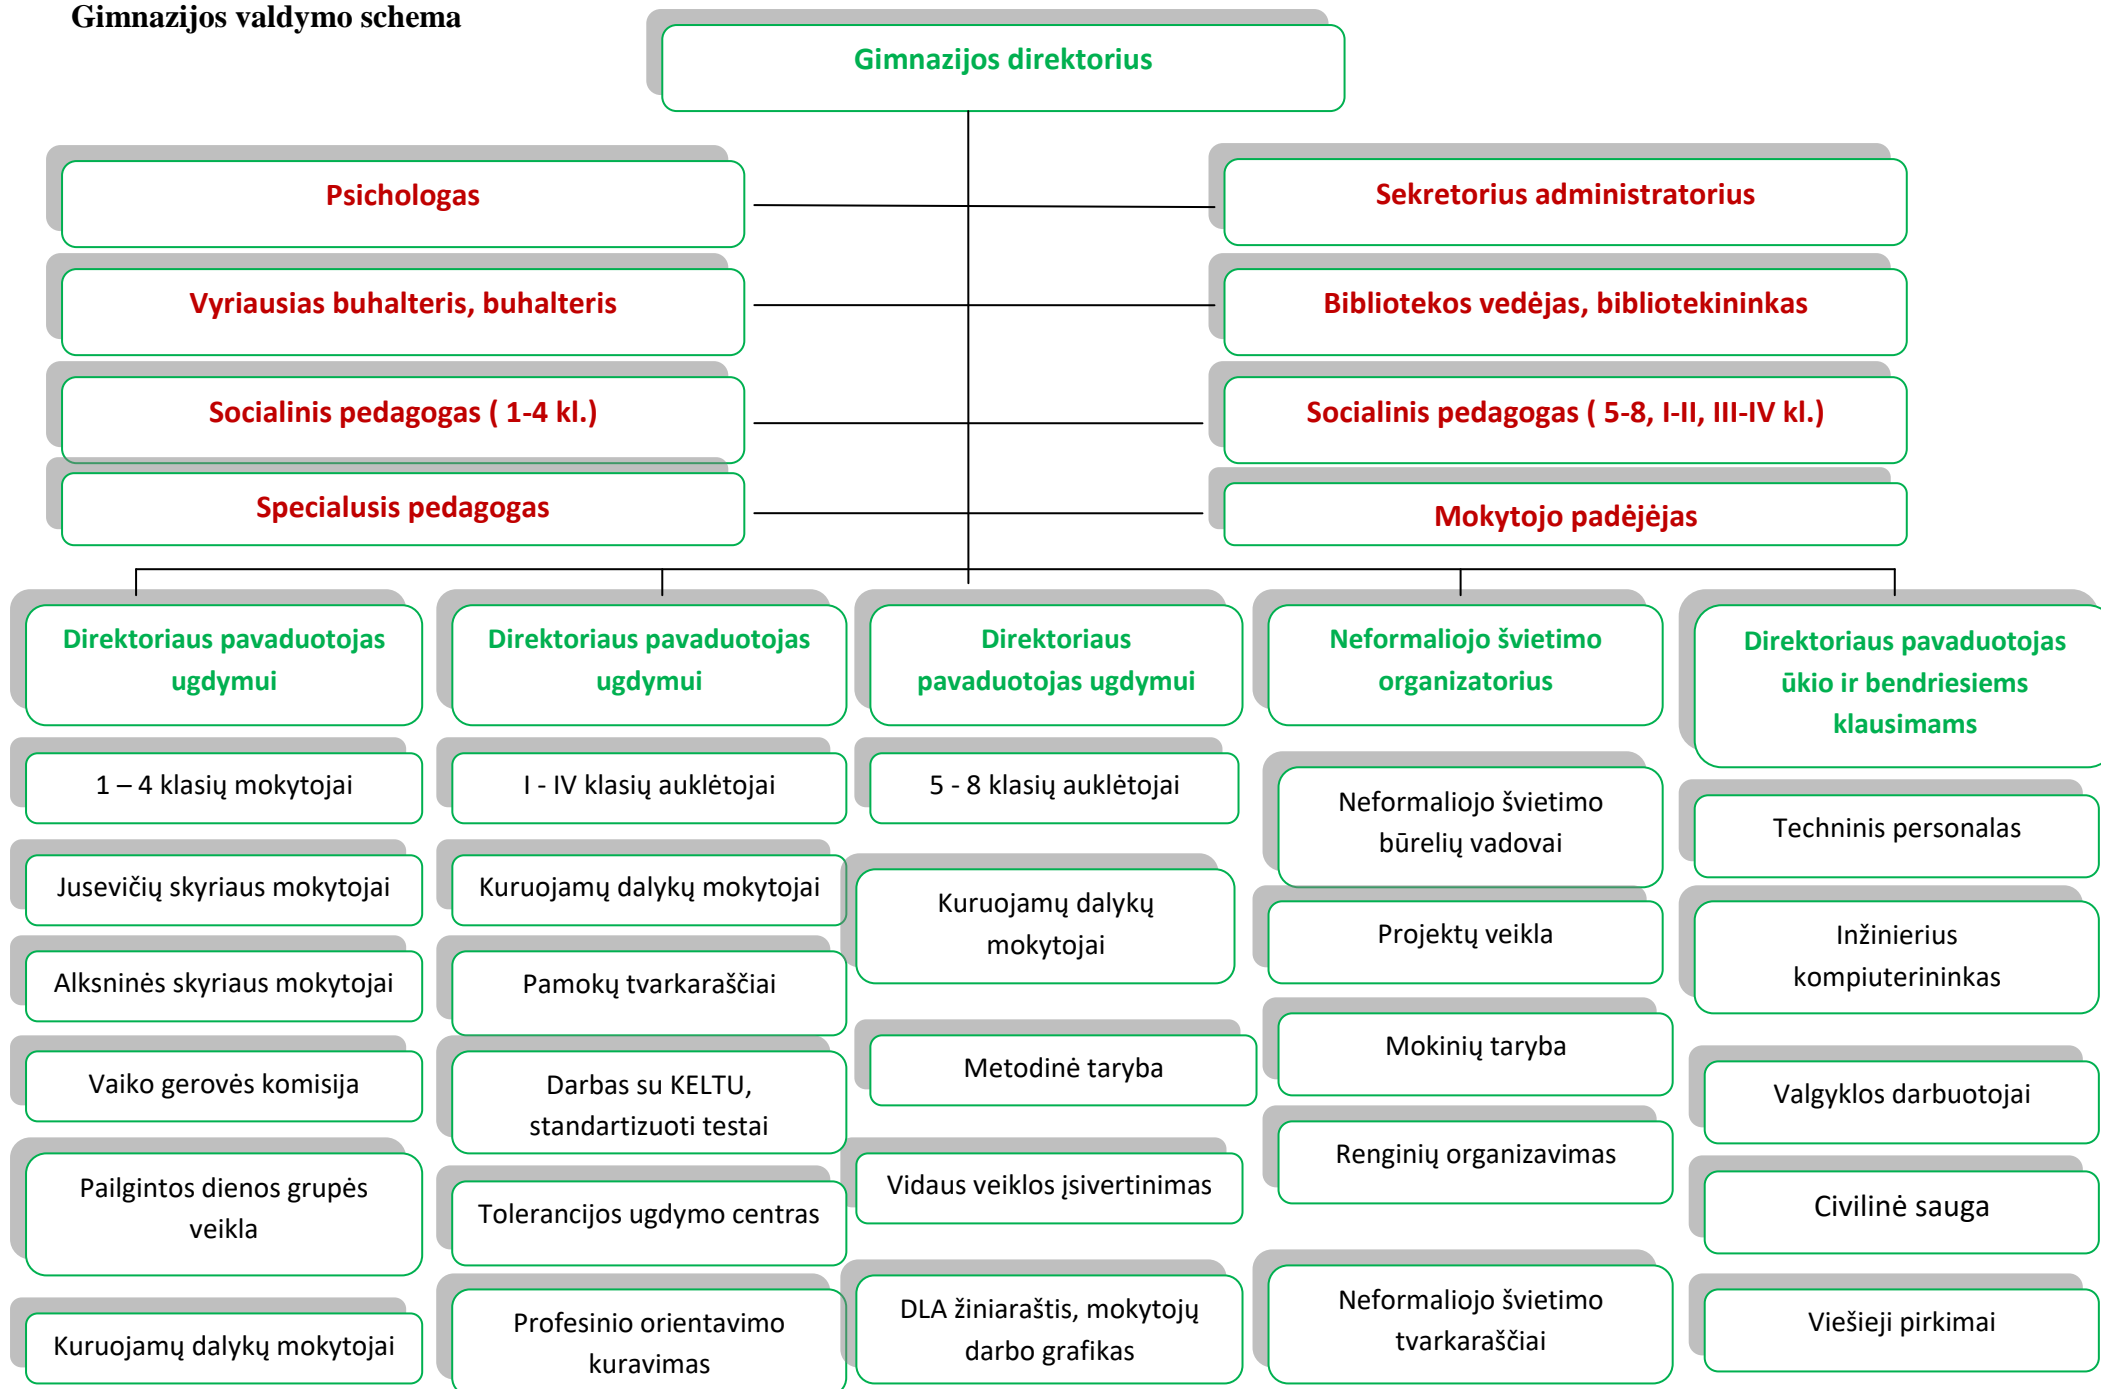 Gimnazijos valdymo schema
Gimnazijos direktorius
Psichologas
Sekretorius administratorius
Vyriausias buhalteris, buhalteris
Bibliotekos vedėjas, bibliotekininkas
Socialinis pedagogas ( 1-4 kl.)
Socialinis pedagogas ( 5-8, I-II, III-IV kl.)
Specialusis pedagogas
Mokytojo padėjėjas
Direktoriaus pavaduotojas
ugdymui
1 – 4 klasių mokytojai
Jusevičių skyriaus mokytojai
Alksninės skyriaus mokytojai
Vaiko gerovės komisija
Pailgintos dienos grupės
veikla
Kuruojamų dalykų mokytojai
Direktoriaus pavaduotojas
ugdymui
I - IV klasių auklėtojai
Kuruojamų dalykų mokytojai
Pamokų tvarkaraščiai
Darbas su KELTU,
standartizuoti testai
Tolerancijos ugdymo centras
Profesinio orientavimo
kuravimas
Direktoriaus
pavaduotojas ugdymui
5 - 8 klasių auklėtojai
Kuruojamų dalykų
mokytojai
Metodinė taryba
Vidaus veiklos įsivertinimas
DLA žiniaraštis, mokytojų
darbo grafikas
Neformaliojo švietimo
organizatorius
Neformaliojo švietimo
būrelių vadovai
Projektų veikla
Mokinių taryba
Renginių organizavimas
Neformaliojo švietimo
tvarkaraščiai
Direktoriaus pavaduotojas
ūkio ir bendriesiems
klausimams
Techninis personalas
Inžinierius
kompiuterininkas
Valgyklos darbuotojai
Civilinė sauga
Viešieji pirkimai